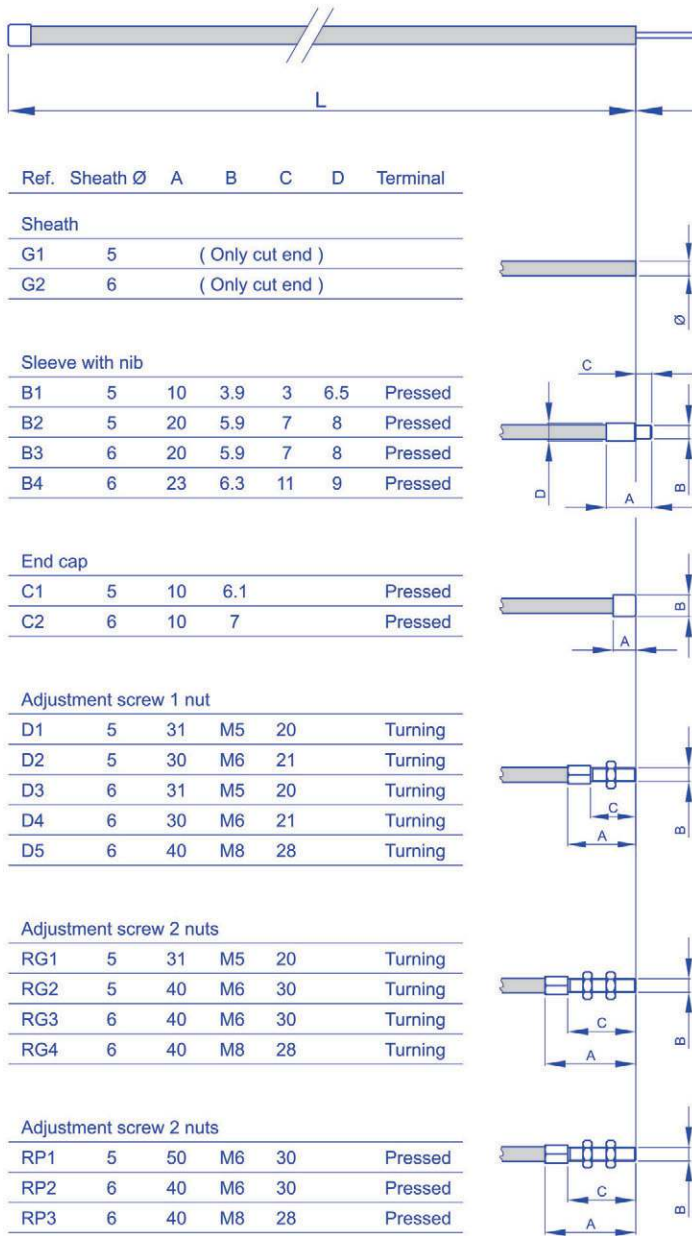 L
Ref. Sheath Ø A B C D Terminal
Sheath
G1 5 ( Only cut end )
G2 6 ( Only cut end )
Ø
Sleeve with nib
B1 5 10 3.9 3 6.5 Pressed
B2 5 20 5.9 7 8 Pressed
B3 6 20 5.9 7 8 Pressed
B4 6 23 6.3 11 9 Pressed
C
D
A
B
End cap
C1 5 10 6.1 Pressed
C2 6 10 7 Pressed
B
A
Adjustment screw 1 nut
D1 5 31 M5 20 Turning
D2 5 30 M6 21 Turning
D3 6 31 M5 20 Turning
D4 6 30 M6 21 Turning
D5 6 40 M8 28 Turning
C
A
B
Adjustment screw 2 nuts
RG1 5 31 M5 20 Turning
RG2 5 40 M6 30 Turning
RG3 6 40 M6 30 Turning
RG4 6 40 M8 28 Turning
C
A
B
Adjustment screw 2 nuts
RP1 5 50 M6 30 Pressed
RP2 6 40 M6 30 Pressed
RP3 6 40 M8 28 Pressed
C
A
B